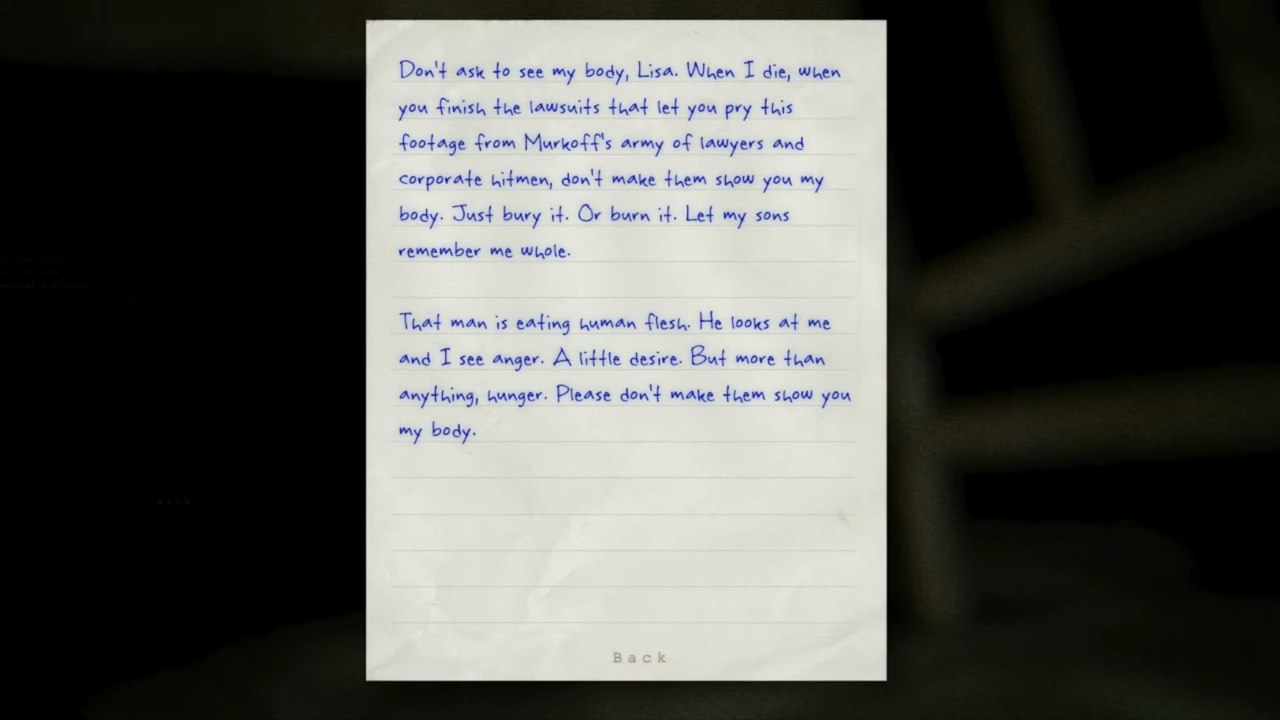 Don't ask to see my body, Lisa. When I die, when
you finish the lawsuits that let you pry this
footage from Murkoff's army of lawyers and
corporate hitmen, don't make them show you my
body. Just bury it. Or burn it. Let my sons
remember me whole.
That man is eating human flesh. He looks at me
and I see anger. A little desire. But more than
anything, hunger. Please don't make them show you
my body.
Back